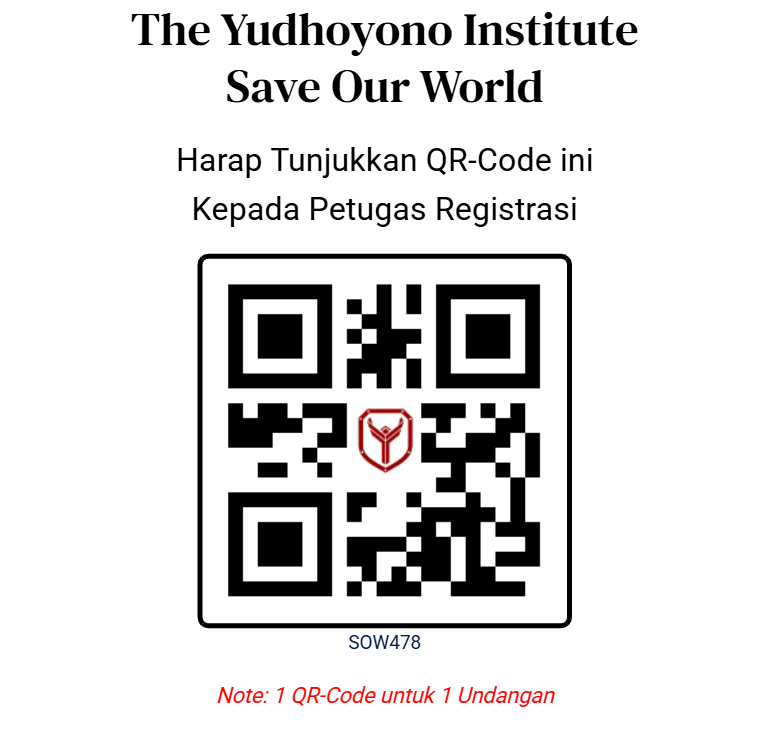 The Yudhoyono Institute
Save Our World
Harap Tunjukkan QR-Code ini
Kepada Petugas Registrasi
SOW478
Note: 1 QR-Code untuk 1 Undangan